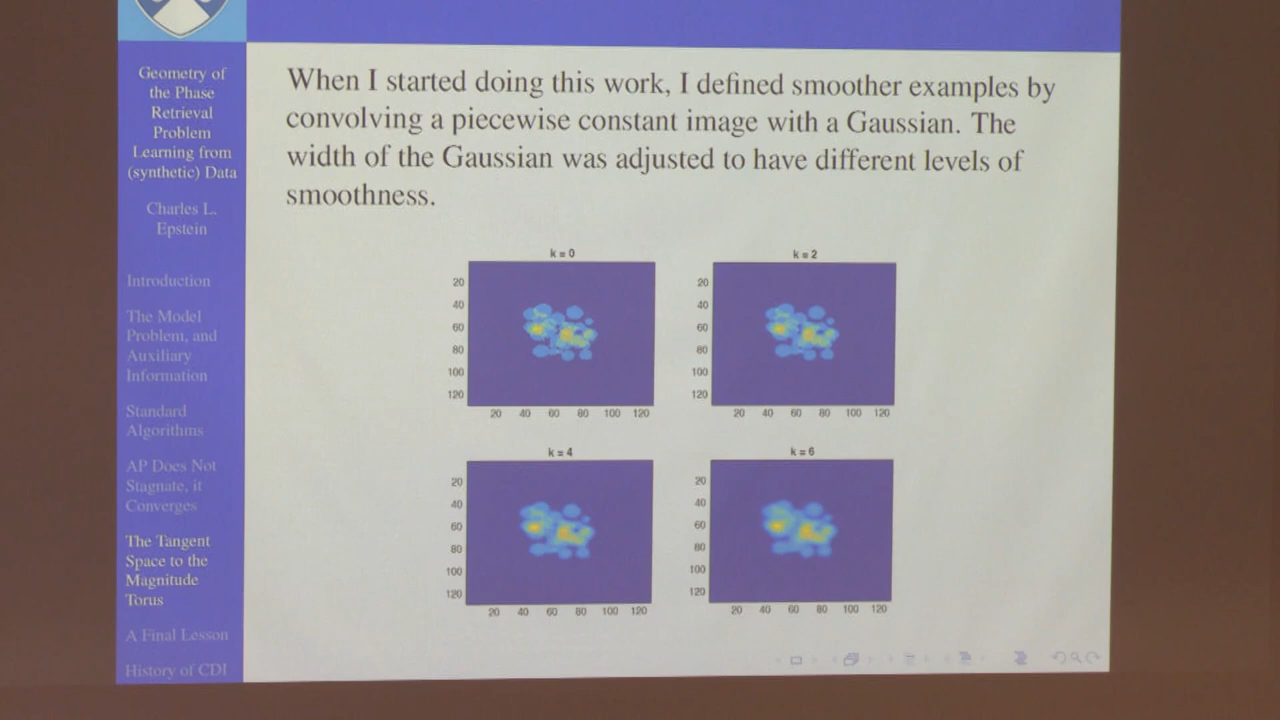 Geometry of
the Phase
Retrieval
Problem
Learning from
(synthetic) Data
Charles L.
Epstein
Introduction
The Model
Problem, and
Auxiliary
Information
Standard
Algorithms
AP Does Not
Stagnate, it
Converges
The Tangent
Space to the
Magnitude
Torus
A Final Lesson
History of CDI
When I started doing this work, I defined smoother examples by
convolving a piecewise constant image with a Gaussian. The
width of the Gaussian was adjusted to have different levels of
smoothness.
k = 0
20
40
60
80
100
120
20 40 60 80 100 120
k = 2
20
40
60
80
100
120
20 40 60 80 100 120
k = 4
20
40
60
80
100
120
20 40 60 80 100 120
k = 6
20
40
60
80
100
120
20 40 60 80 100 120